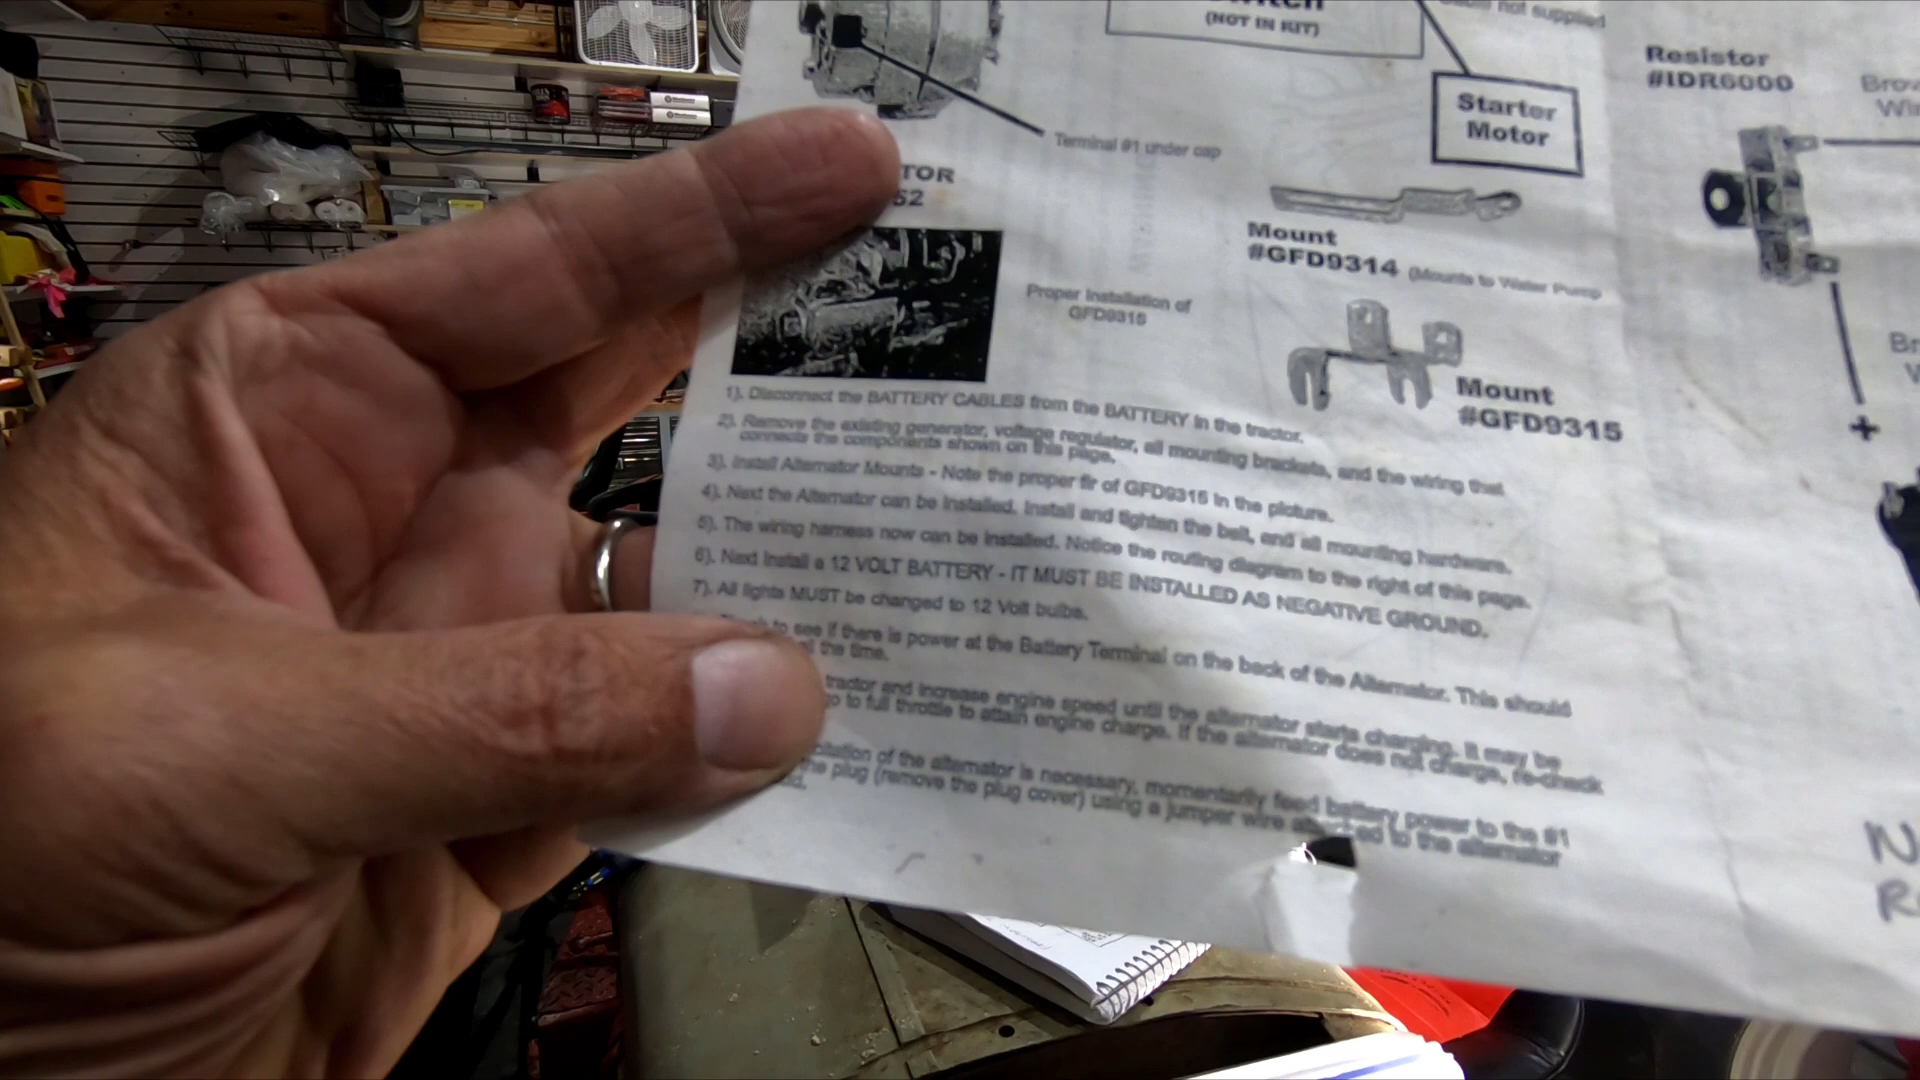 (NOT IN KIT)
not supplied
Resistor
#IDR6000
Starter
Motor
Terminal #1 under cap
TOR
52
Mount
#GFD9314 (Mounts to Water Pump
Proper Installation of
GFD9315
Mount
#GFD9315
+
1). Disconnect the BATTERY CABLES from the BATTERY in the tractor.
2). Remove the existing generator, voltage regulator, all mounting brackets, and the wiring that
connects the components shown on this page.
3). Install Alternator Mounts - Note the proper fir of GFD9315 in the picture.
4). Next the Alternator can be installed. Install and tighten the belt, and all mounting hardware.
5). The wiring harness now can be installed. Notice the routing diagram to the right of this page.
6). Next install a 12 VOLT BATTERY - IT MUST BE INSTALLED AS NEGATIVE GROUND.
7). All lights MUST be changed to 12 Volt bulbs.
to see if there is power at the Battery Terminal on the back of the Alternator. This should
all the time.
tractor and increase engine speed until the alternator starts charging. It may be
go to full throttle to attain engine charge. If the alternator does not charge, re-check
of the alternator is necessary, momentarily feed battery power to the #1
the plug (remove the plug cover) using a jumper wire to the alternator